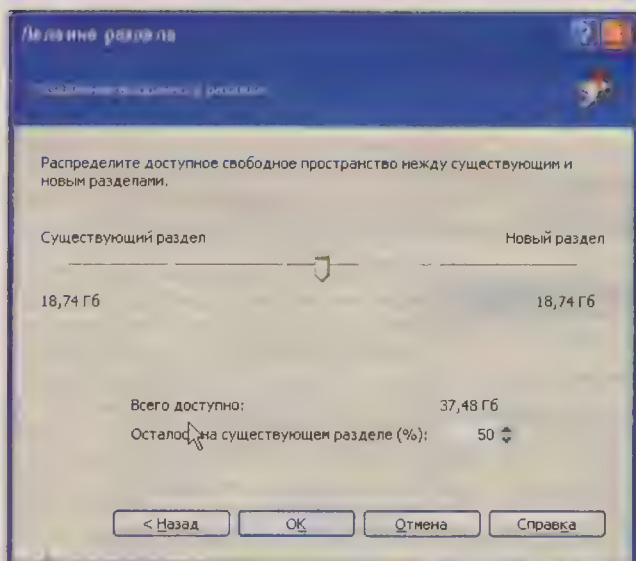 Деление раздела
Распределите доступное свободное пространство между существующим и
новым разделами.
Существующий раздел Новый раздел
18,74 Гб 18,74 Гб
Всего доступно: 37,48 Гб
на существующем разделе (%): 50
< Назад ОК Отмена Справка